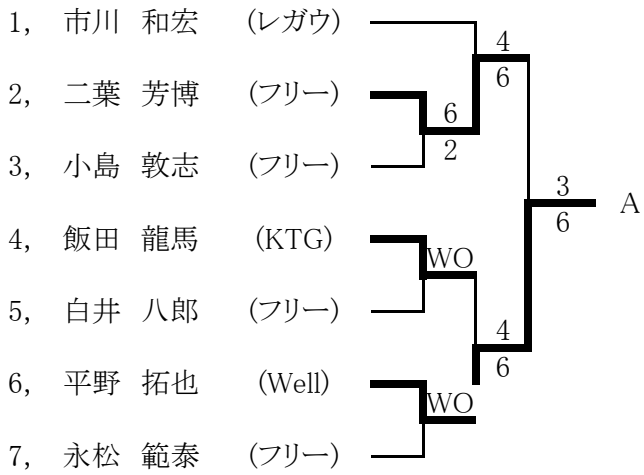 1, 市川 和宏 (レガウ)
4
6
2, 二葉 芳博 (フリー)
6
2
3, 小島 敦志 (フリー)
3
6
A
4, 飯田 龍馬 (KTG)
WO
5, 白井 八郎 (フリー)
4
6
6, 平野 拓也 (Well)
WO
7, 永松 範泰 (フリー)